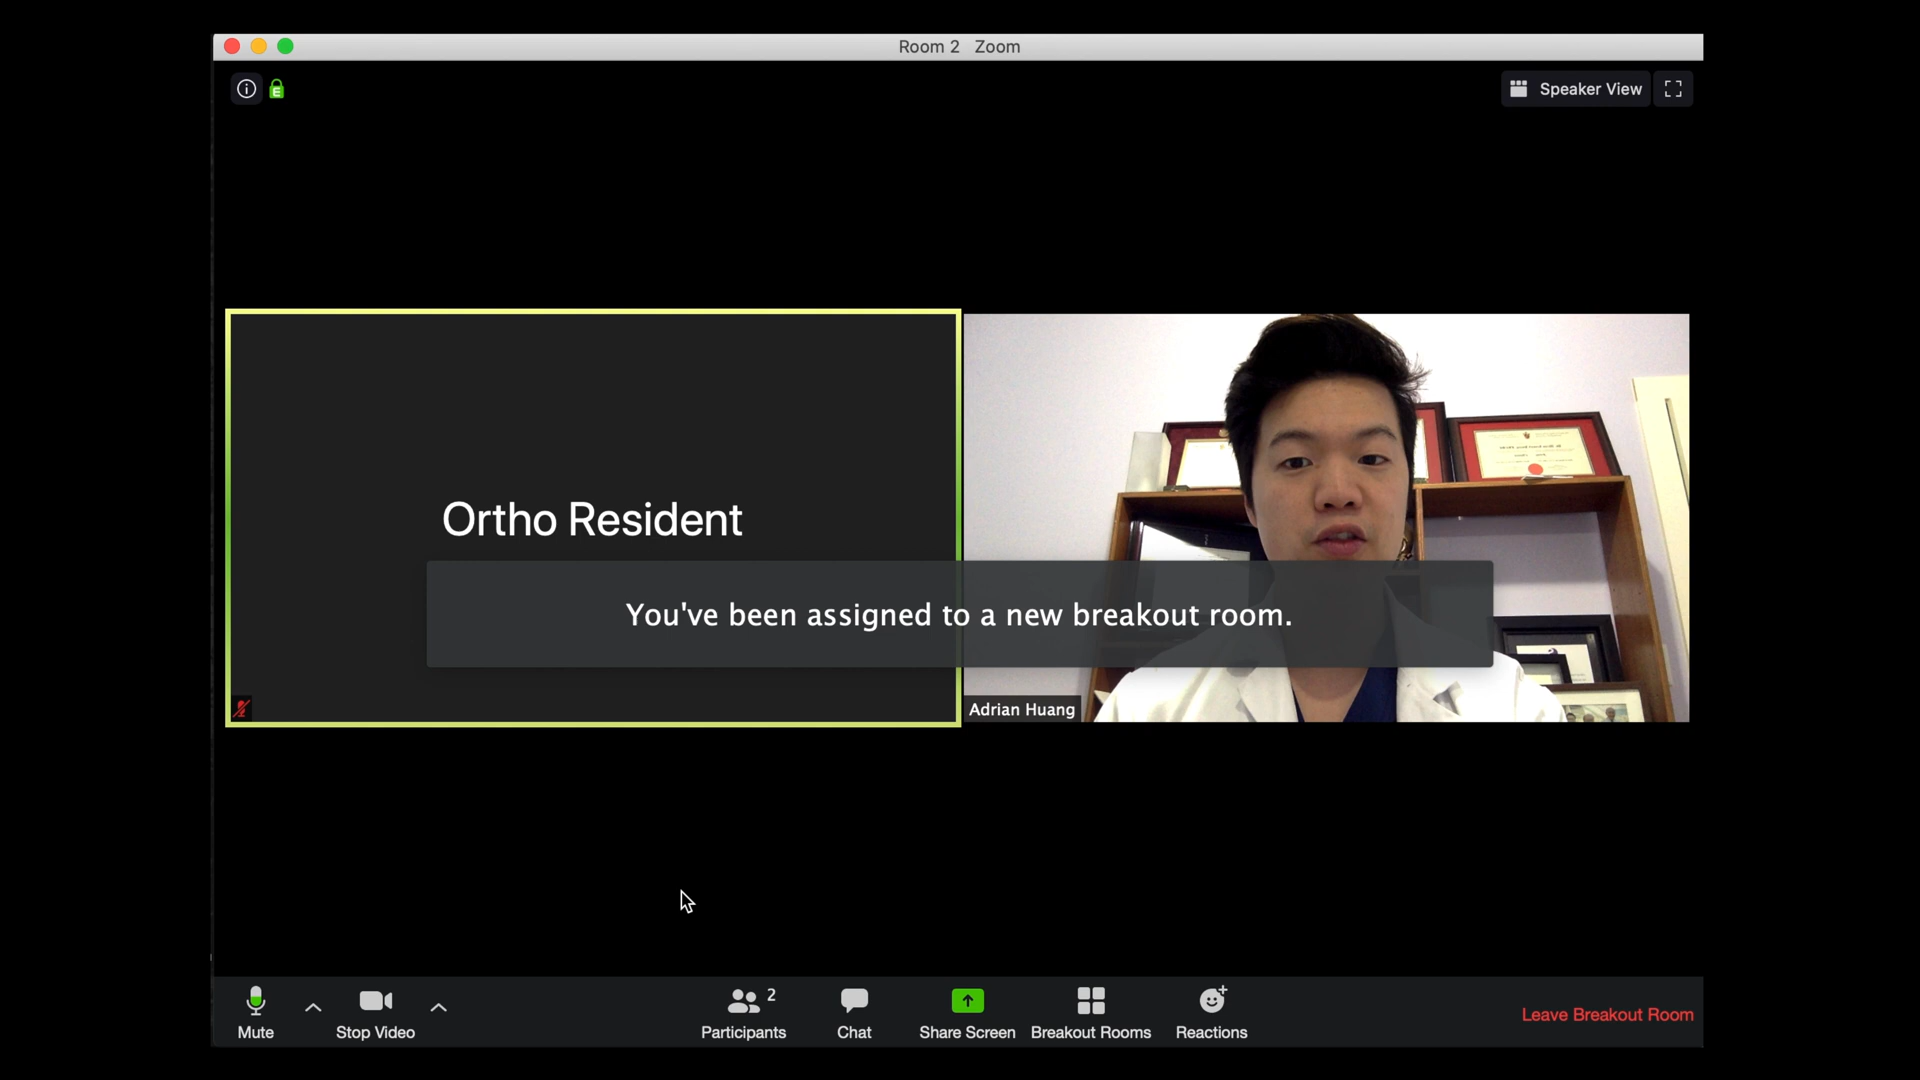 Room 2 Zoom
Speaker View
Ortho Resident
You've been assigned to a new breakout room.
Adrian Huang
Mute
Stop Video
Participants 2
Chat
Share Screen
Breakout Rooms
Reactions
Leave Breakout Room